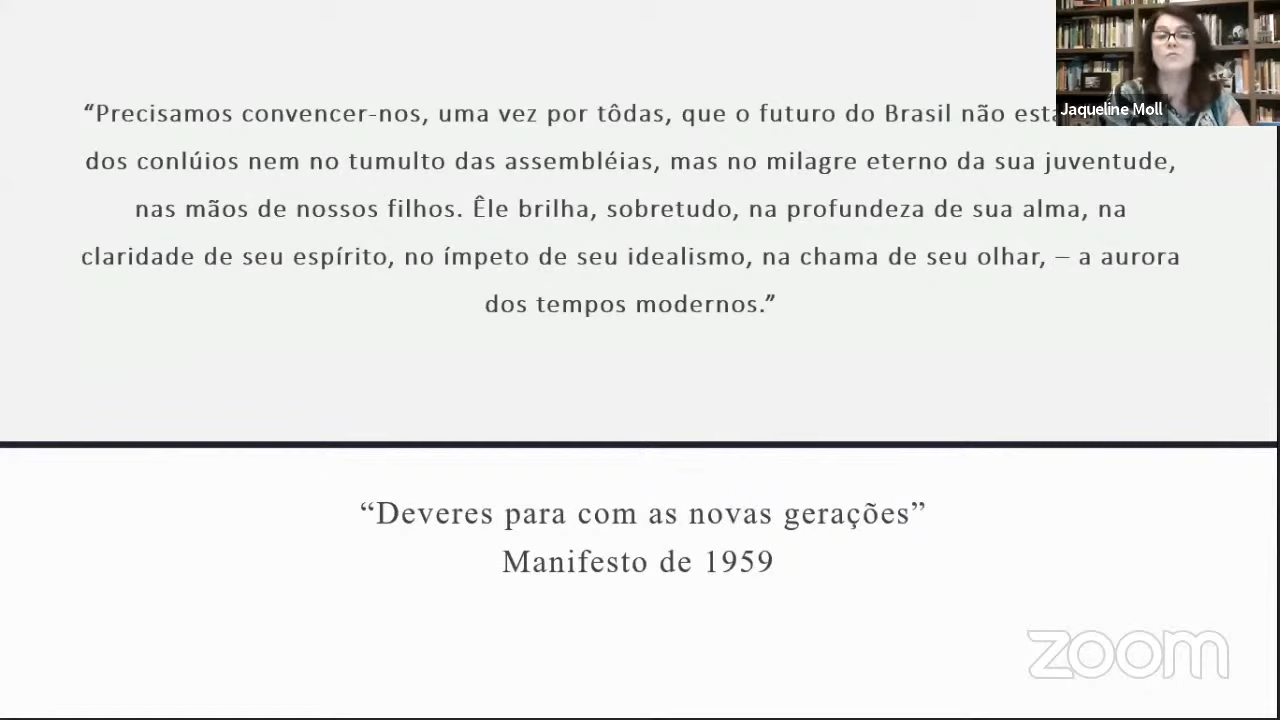 “Precisamos convencer-nos, uma vez por tôdas, que o futuro do Brasil não
dos conlúios nem no tumulto das assembléias, mas no milagre eterno da sua juventude,
nas mãos de nossos filhos. Êle brilha, sobretudo, na profundeza de sua alma, na
claridade de seu espírito, no ímpeto de seu idealismo, na chama de seu olhar, – a aurora
dos tempos modernos.”
“Deveres para com as novas gerações”
Manifesto de 1959
Jaqueline Moll
zoom